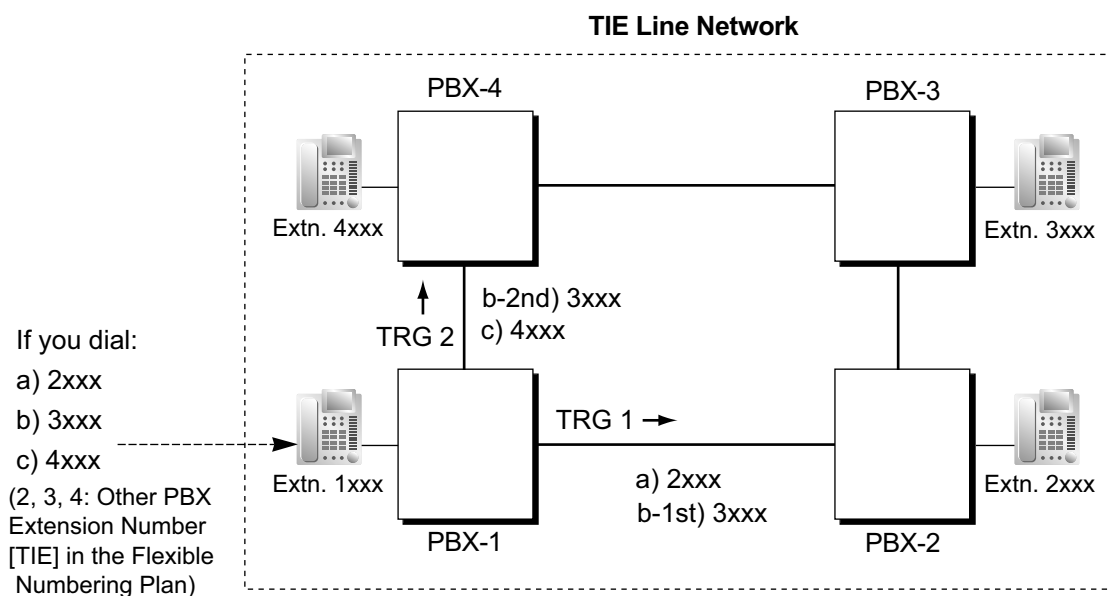 TIE Line Network
PBX-4
PBX-3
Extn. 4xxx
Extn. 3xxx
b-2nd) 3xxx
TRG 2
c) 4xxx
If you dial:
a) 2xxx
b) 3xxx
c) 4xxx
(2, 3, 4: Other PBX
Extension Number
[TIE] in the Flexible
Numbering Plan)
Extn. 1xxx
TRG 1
a) 2xxx
b-1st) 3xxx
Extn. 2xxx
PBX-1
PBX-2